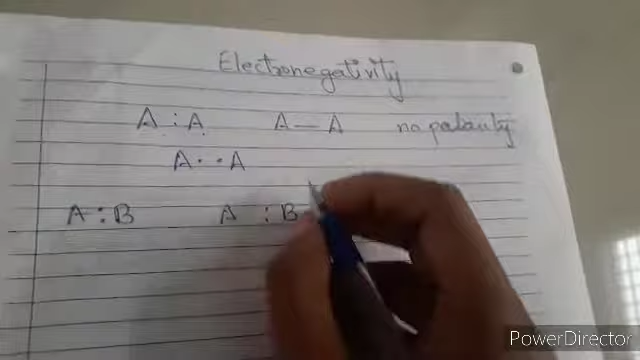 Electronegativity
A : A A — A no polarity
A · · A
A : B A : B
PowerDirector